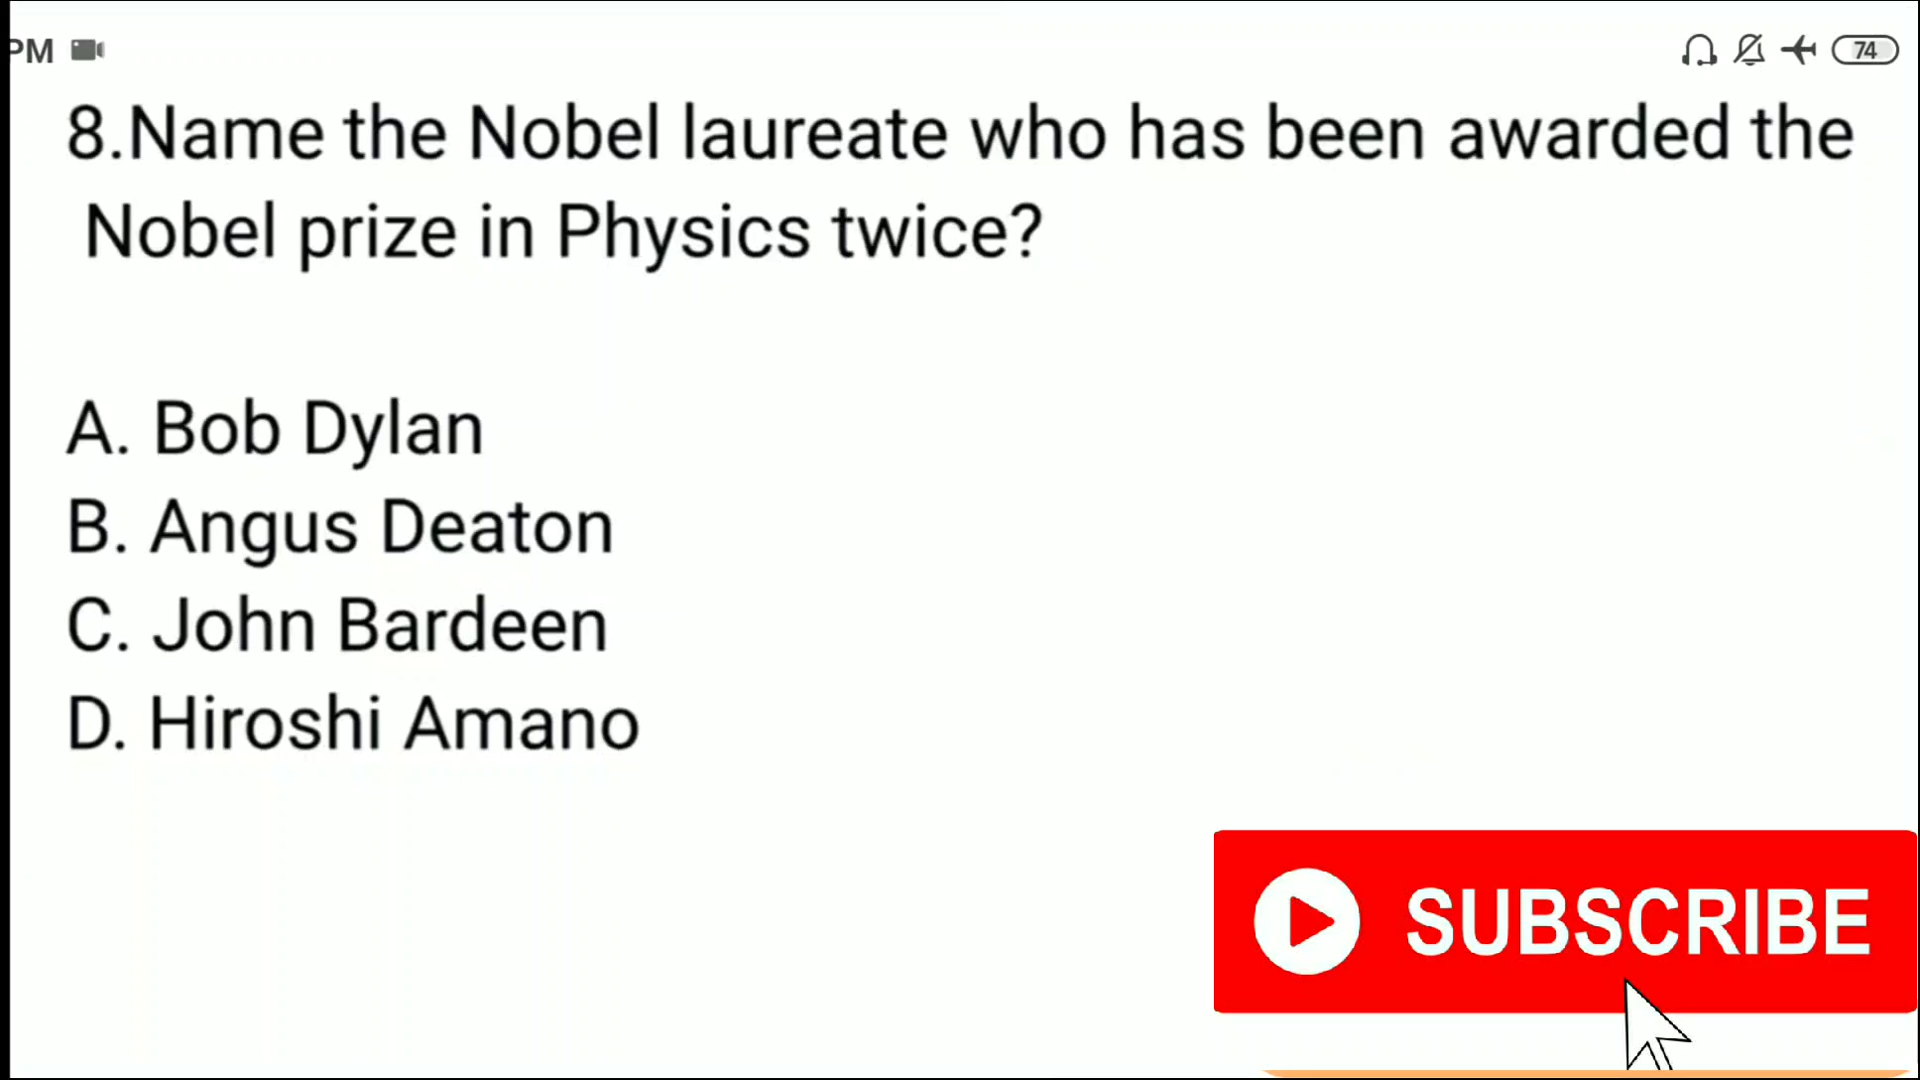 PM
74
8.Name the Nobel laureate who has been awarded the
Nobel prize in Physics twice?
A. Bob Dylan
B. Angus Deaton
C. John Bardeen
D. Hiroshi Amano
SUBSCRIBE